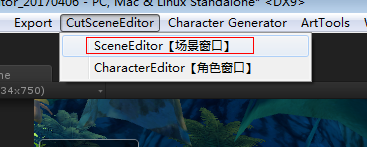 tor_20170406 - PC, Mac & Linux Standalone* <DX9>
Export CutSceneEditor Character Generator ArtTools
SceneEditor【场景窗口】
CharacterEditor【角色窗口】
34x750)